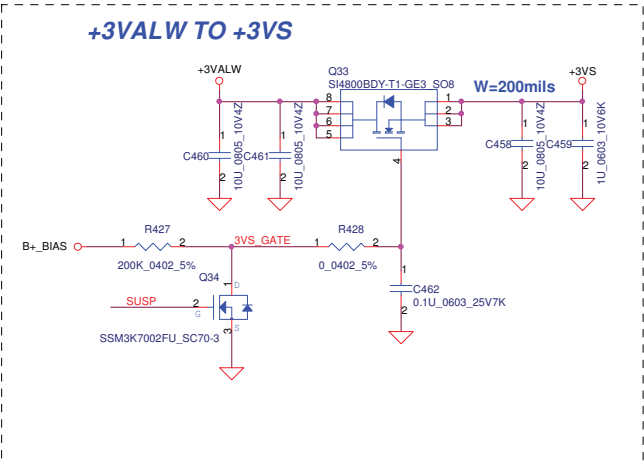 +3VALW TO +3VS
+3VALW
Q33
SI4800BDY-T1-GE3_SO8
W=200mils
+3VS
8
7
6
5
1
2
3
4
1
C460
2
10U_0805_10V4Z
1
C461
2
10U_0805_10V4Z
1
C458
2
10U_0805_10V4Z
1
C459
2
1U_0603_10V6K
B+_BIAS
R427
1
2
200K_0402_5%
3VS_GATE
R428
1
2
0_0402_5%
Q34
1
D
SUSP
2
G
3
S
SSM3K7002FU_SC70-3
1
C462
0.1U_0603_25V7K
2